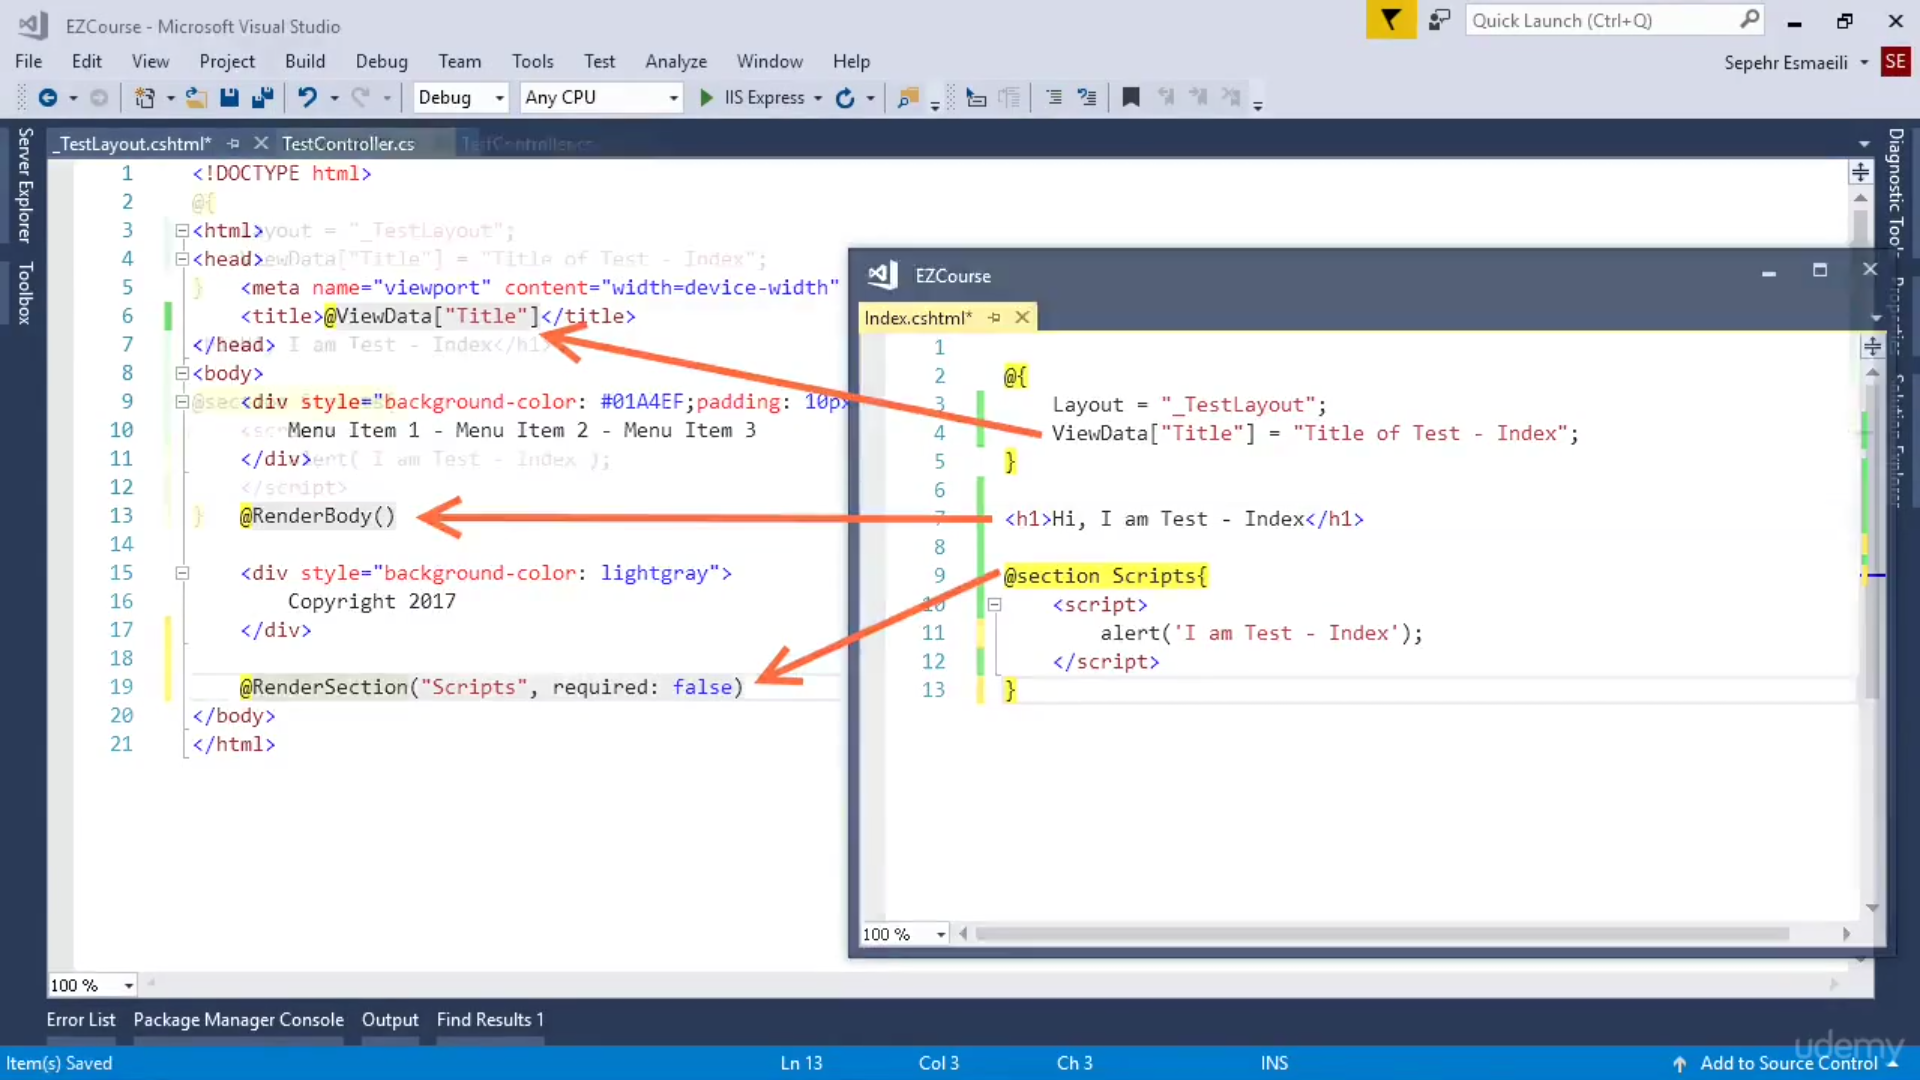 EZCourse - Microsoft Visual Studio
Quick Launch (Ctrl+Q)
File Edit View Project Build Debug Team Tools Test Analyze Window Help
Sepehr Esmaeili SE
Debug Any CPU IIS Express
Server Explorer
Toolbox
_TestLayout.cshtml* TestController.cs
1 <!DOCTYPE html>
2 @{
3 <html>
4 <head>
5 <meta name="viewport" content="width=device-width"
6 <title>@ViewData["Title"]</title>
7 </head>
8 <body>
9 <div style="background-color: #01A4EF;padding: 10px
10 Menu Item 1 - Menu Item 2 - Menu Item 3
11 </div>
12 </script>
13 } @RenderBody()
14
15 <div style="background-color: lightgray">
16 Copyright 2017
17 </div>
18
19 @RenderSection("Scripts", required: false)
20 </body>
21 </html>
100 %
EZCourse
Index.cshtml*
1
2 @{
3 Layout = "_TestLayout";
4 ViewData["Title"] = "Title of Test - Index";
5 }
6
7 <h1>Hi, I am Test - Index</h1>
8
9 @section Scripts{
10 <script>
11 alert('I am Test - Index');
12 </script>
13 }
100 %
Error List Package Manager Console Output Find Results 1
Item(s) Saved Ln 13 Col 3 Ch 3 INS Add to Source Control
udemy